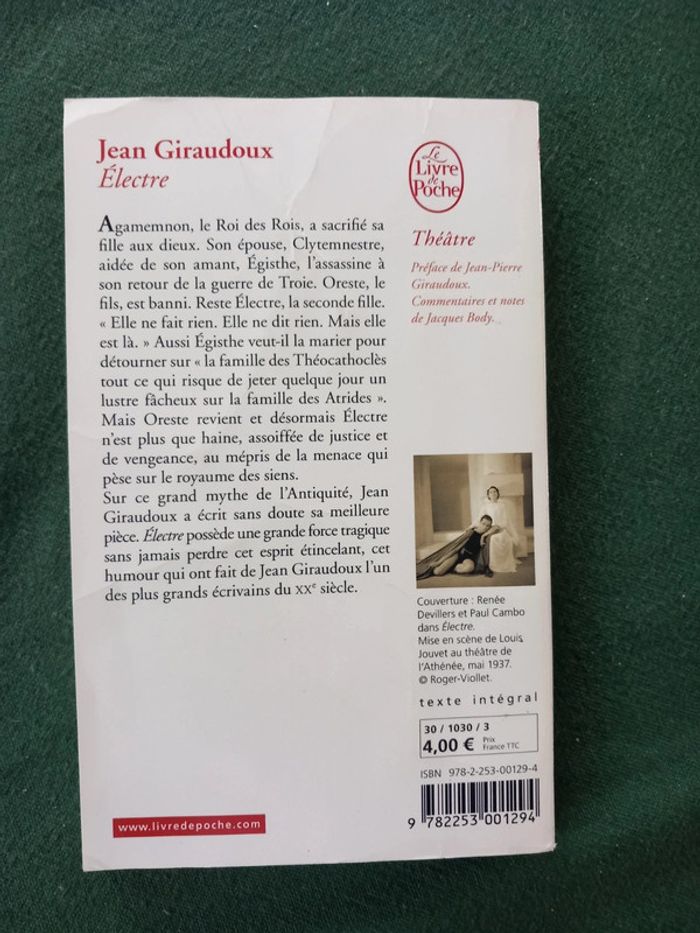 Jean Giraudoux
Électre
Agamemnon, le Roi des Rois, a sacrifié sa
fille aux dieux. Son épouse, Clytemnestre,
aidée de son amant, Égisthe, l'assassine à
son retour de la guerre de Troie. Oreste, le
fils, est banni. Reste Électre, la seconde fille.
« Elle ne fait rien. Elle ne dit rien. Mais elle
est là. » Aussi Égisthe veut-il la marier pour
détourner sur « la famille des Théocathoclès
tout ce qui risque de jeter quelque jour un
lustre fâcheux sur la famille des Atrides ».
Mais Oreste revient et désormais Électre
n'est plus que haine, assoiffée de justice et
de vengeance, au mépris de la menace qui
pèse sur le royaume des siens.
Sur ce grand mythe de l'Antiquité, Jean
Giraudoux a écrit sans doute sa meilleure
pièce. Électre possède une grande force tragique
sans jamais perdre cet esprit étincelant, cet
humour qui ont fait de Jean Giraudoux l'un
des plus grands écrivains du XXe siècle.
www.livredepoche.com
Le
Livre
de
Poche
Théâtre
Préface de Jean-Pierre
Giraudoux.
Commentaires et notes
de Jacques Body.
Couverture : Renée
Devillers et Paul Cambo
dans Électre.
Mise en scène de Louis
Jouvet au théâtre de
l'Athénée, mai 1937.
© Roger-Viollet.
texte intégral
30 / 1030 / 3
4,00 € Prix
France TTC
ISBN 978-2-253-00129-4
9 782253 001294